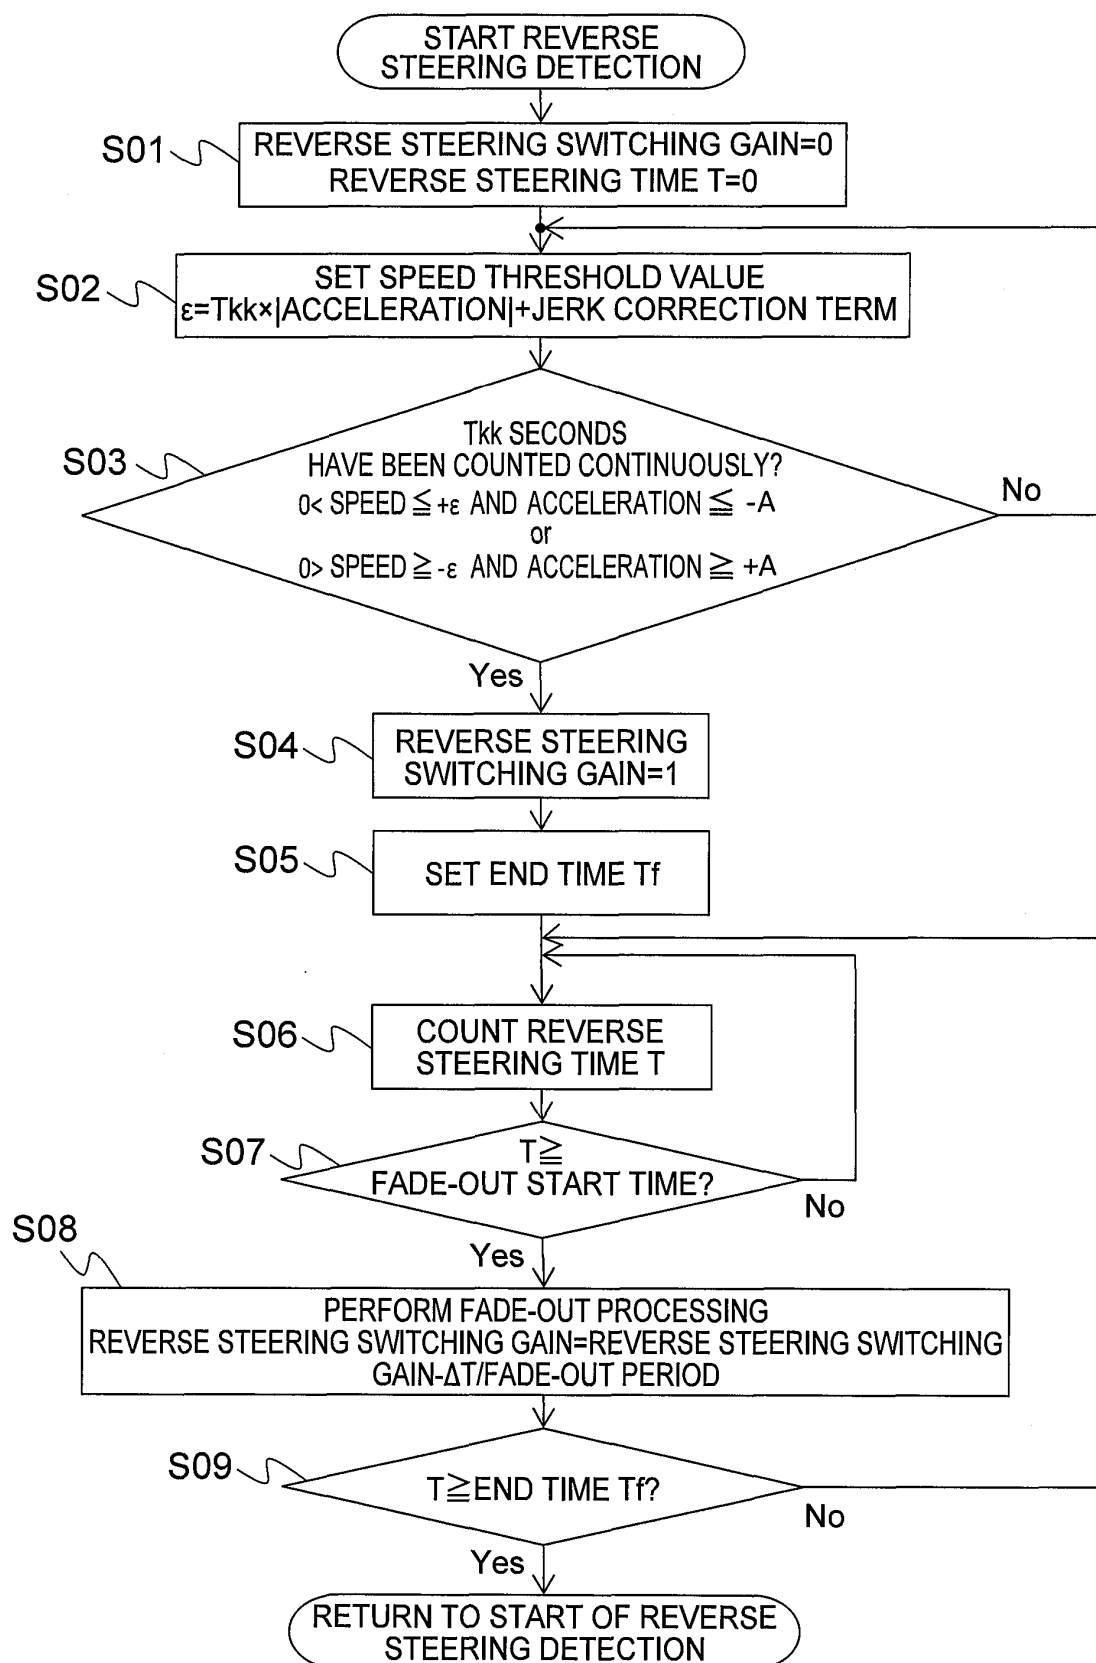 START REVERSE
STEERING DETECTION
S01
REVERSE STEERING SWITCHING GAIN=0
REVERSE STEERING TIME T=0
S02
SET SPEED THRESHOLD VALUE
ε=Tkk×|ACCELERATION|+JERK CORRECTION TERM
S03
Tkk SECONDS
HAVE BEEN COUNTED CONTINUOUSLY?
0< SPEED ≦ +ε AND ACCELERATION ≦ -A
or
0> SPEED ≧ -ε AND ACCELERATION ≧ +A
No
Yes
S04
REVERSE STEERING
SWITCHING GAIN=1
S05
SET END TIME Tf
S06
COUNT REVERSE
STEERING TIME T
S07
T≧
FADE-OUT START TIME?
No
Yes
S08
PERFORM FADE-OUT PROCESSING
REVERSE STEERING SWITCHING GAIN=REVERSE STEERING SWITCHING
GAIN-ΔT/FADE-OUT PERIOD
S09
T≧END TIME Tf?
No
Yes
RETURN TO START OF REVERSE
STEERING DETECTION